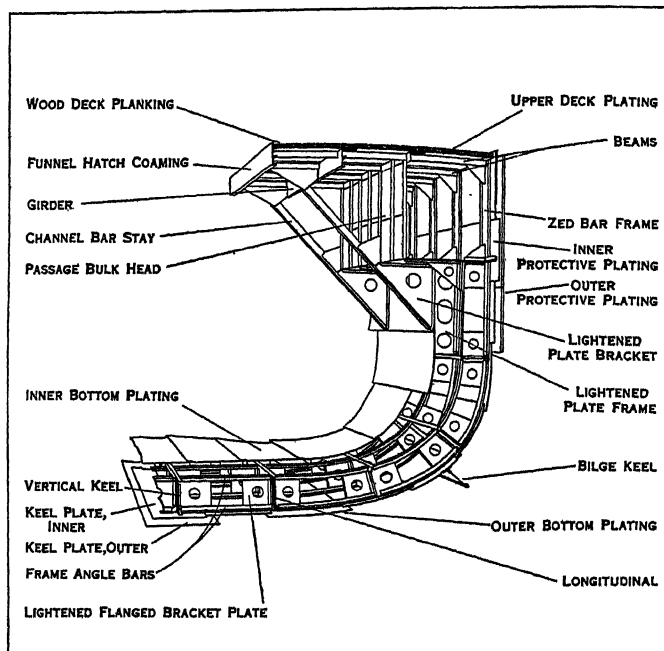 WOOD DECK PLANKING
FUNNEL HATCH COAMING
GIRDER
CHANNEL BAR STAY
PASSAGE BULK HEAD
INNER BOTTOM PLATING
VERTICAL KEEL
KEEL PLATE,
INNER
KEEL PLATE,OUTER
FRAME ANGLE BARS
LIGHTENED FLANGED BRACKET PLATE
UPPER DECK PLATING
BEAMS
ZED BAR FRAME
INNER
PROTECTIVE PLATING
OUTER
PROTECTIVE PLATING
LIGHTENED
PLATE BRACKET
LIGHTENED
PLATE FRAME
BILGE KEEL
OUTER BOTTOM PLATING
LONGITUDINAL